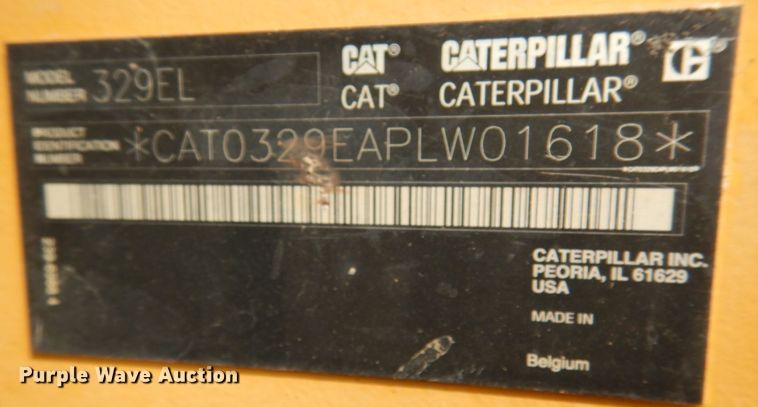 MODEL NUMBER 329EL
CAT® CATERPILLAR®
CAT® CATERPILLAR®
PRODUCT IDENTIFICATION NUMBER *CAT0329EAPLW01618*
CATERPILLAR INC.
PEORIA, IL 61629
USA
MADE IN
Belgium
Purple Wave Auction